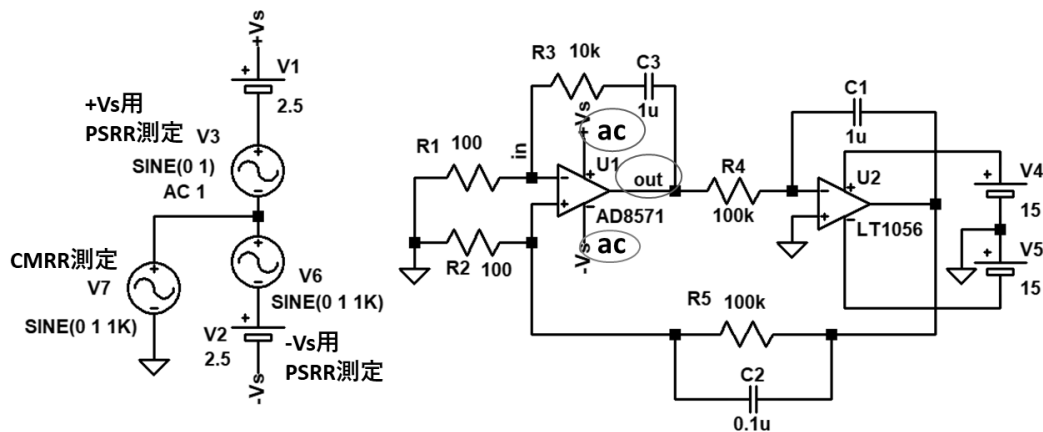 +Vs
V1
2.5
+Vs用
PSRR測定
V3
SINE(0 1)
AC 1
CMRR測定
V7
SINE(0 1 1K)
V6
SINE(0 1 1K)
V2
2.5
-Vs用
PSRR測定
-Vs
R3
10k
C3
1u
+Vs
ac
R1
100
in
U1
out
AD8571
-Vs
ac
R2
100
R4
100k
C1
1u
U2
LT1056
V4
15
V5
15
R5
100k
C2
0.1u